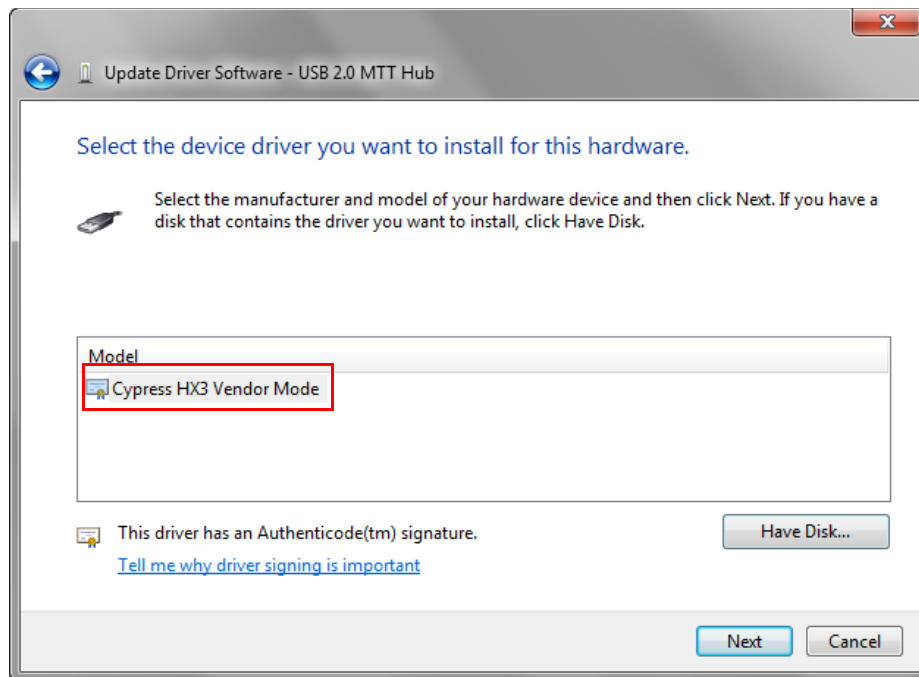 Update Driver Software - USB 2.0 MTT Hub
Select the device driver you want to install for this hardware.
Select the manufacturer and model of your hardware device and then click Next. If you have a
disk that contains the driver you want to install, click Have Disk.
Model
Cypress HX3 Vendor Mode
This driver has an Authenticode(tm) signature.
Have Disk...
Tell me why driver signing is important
Next
Cancel